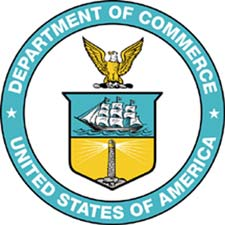 DEPARTMENT OF COMMERCE
UNITED STATES OF AMERICA